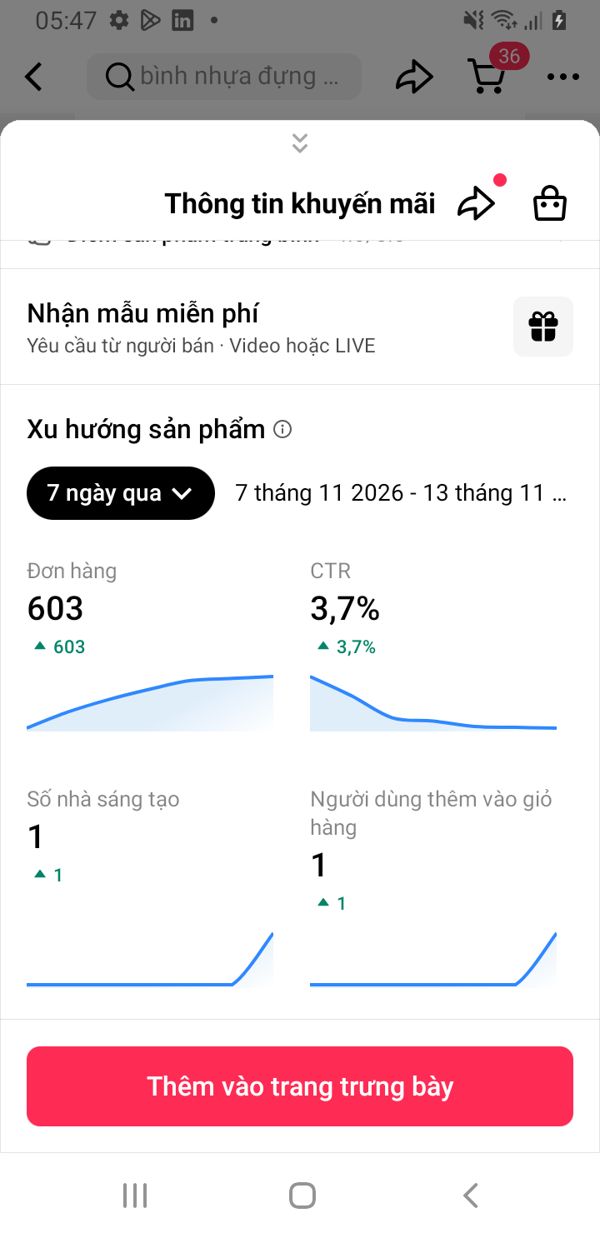 05:47
36
bình nhựa đựng ...
Thông tin khuyến mãi
Nhận mẫu miễn phí
Yêu cầu từ người bán · Video hoặc LIVE
Xu hướng sản phẩm
7 ngày qua
7 tháng 11 2026 - 13 tháng 11 ...
Đơn hàng
CTR
603
3,7%
603
3,7%
Số nhà sáng tạo
Người dùng thêm vào giỏ
hàng
1
1
1
1
Thêm vào trang trưng bày